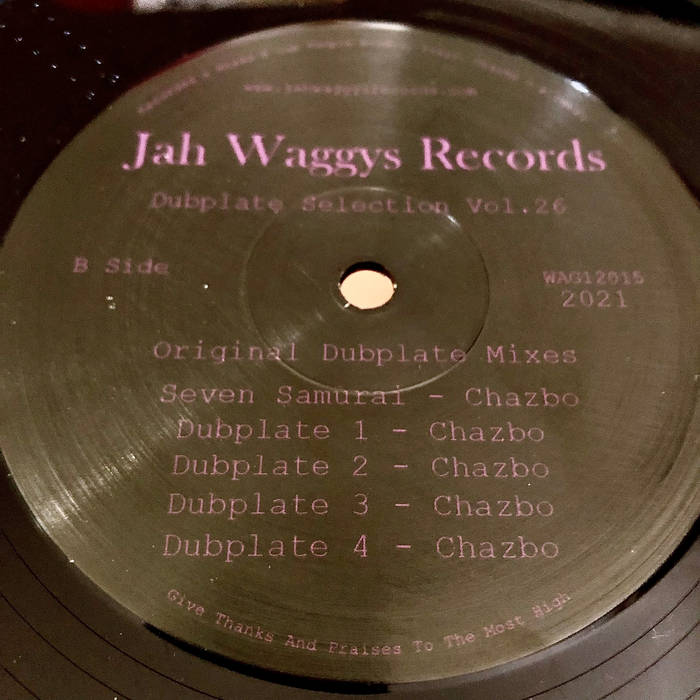 www.jahwaggysrecords.com
Jah Waggys Records
Dubplate Selection Vol.26
B Side
WAG12015
2021
Original Dubplate Mixes
Seven Samurai - Chazbo
Dubplate 1 - Chazbo
Dubplate 2 - Chazbo
Dubplate 3 - Chazbo
Dubplate 4 - Chazbo
Give Thanks And Praises To The Most High